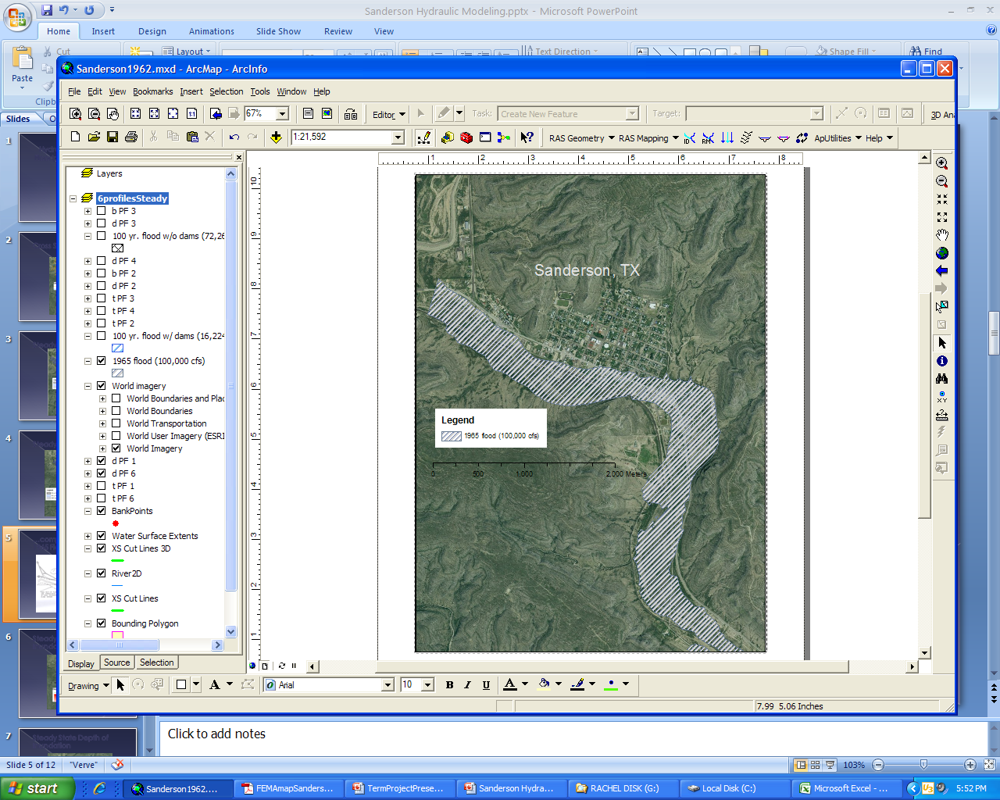 Sanderson Hydraulic Modeling.pptx - Microsoft PowerPoint
Home Insert Design Animations Slide Show Review View
Cut Layout Text Direction Shape Fill Find
Paste
Clipb
Slides
Sanderson1962.mxd - ArcMap - ArcInfo
File Edit View Bookmarks Insert Selection Tools Window Help
67% Editor Task: Create New Feature Target: 3D Ana
1:21,592 RAS Geometry RAS Mapping ApUtilities Help
Layers
6profilesSteady
b PF 3
d PF 3
100 yr. flood w/o dams (72,26
d PF 4
b PF 2
d PF 2
t PF 3
t PF 4
t PF 2
100 yr. flood w/ dams (16,224
1965 flood (100,000 cfs)
World imagery
World Boundaries and Plac
World Boundaries
World Transportation
World User Imagery (ESRI
World Imagery
d PF 1
d PF 6
t PF 1
t PF 6
BankPoints
Water Surface Extents
XS Cut Lines 3D
River2D
XS Cut Lines
Bounding Polygon
Display Source Selection
1 2 3 4 5 6 7 8
10
9
8
7
6
5
4
3
2
1
Sanderson, TX
Legend
1965 flood (100,000 cfs)
0 500 1,000 2,000 Meters
Drawing A Arial 10 B I U A
7.99 5.06 Inches
1
2
3
4
5
6
7
Steady State Depth of
Click to add notes
Slide 5 of 12 "Verve" 103%
start Sanderson1962.... FEMAmapSanders... TermProjectPrese... Sanderson Hydra... RACHEL DISK (G:) Local Disk (C:) Microsoft Excel - ... 5:52 PM